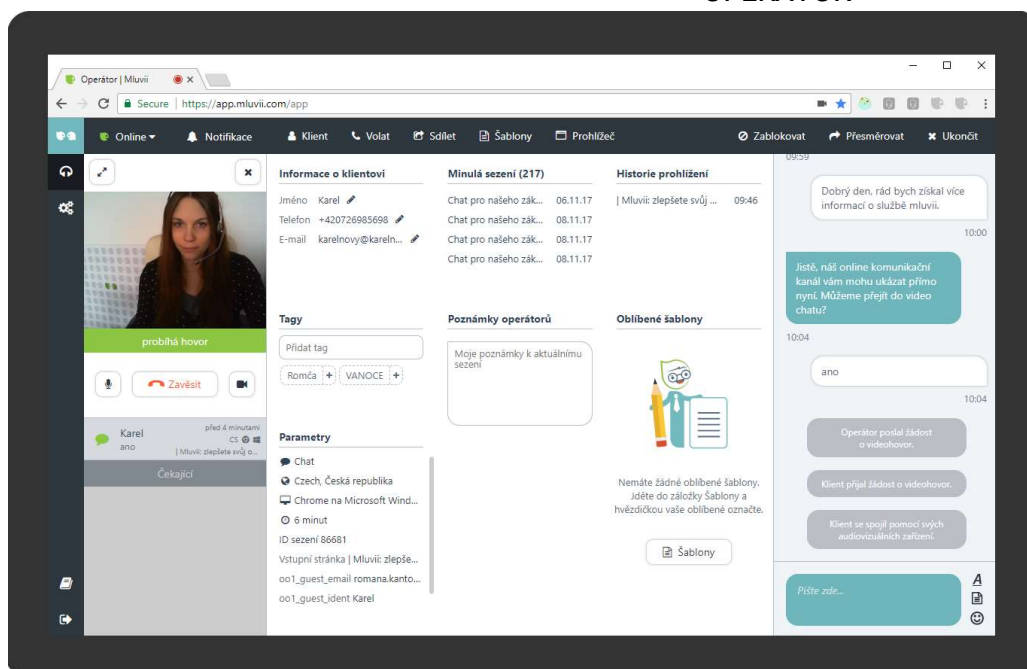 Operátor | Mluvii
Secure | https://app.mluvii.com/app
Online
Notifikace
Klient
Volat
Sdílet
Šablony
Prohlížeč
Zablokovat
Přesměrovat
Ukončit
probíhá hovor
Zavěsit
Karel
před 4 minutami
ano
CS
| Mluvii: zlepšete svůj o...
Čekající
Informace o klientovi
Jméno Karel
Telefon +420726985698
E-mail karelnovy@kareln...
Minulá sezení (217)
Chat pro našeho zák... 06.11.17
Chat pro našeho zák... 08.11.17
Chat pro našeho zák... 08.11.17
Chat pro našeho zák... 08.11.17
Historie prohlížení
| Mluvii: zlepšete svůj ... 09:46
Tagy
Přidat tag
Romča +
VANOCE +
Poznámky operátorů
Moje poznámky k aktuálnímu
sezení
Oblíbené šablony
Nemáte žádné oblíbené šablony.
Jděte do záložky Šablony a
hvězdičkou vaše oblíbené označte.
Šablony
Parametry
Chat
Czech, Česká republika
Chrome na Microsoft Wind...
6 minut
ID sezení 86681
Vstupní stránka | Mluvii: zlepše...
oo1_guest_email romana.kanto...
oo1_guest_ident Karel
09:59
Dobrý den, rád bych získal více
informací o službě mluvii.
10:00
Jistě, náš online komunikační
kanál vám mohu ukázat přímo
nyní. Můžeme přejít do video
chatu?
10:04
ano
10:04
Operátor poslal žádost
o videohovor.
Klient přijal žádost o videohovor.
Klient se spojil pomocí svých
audiovizuálních zařízení.
Pište zde...
A